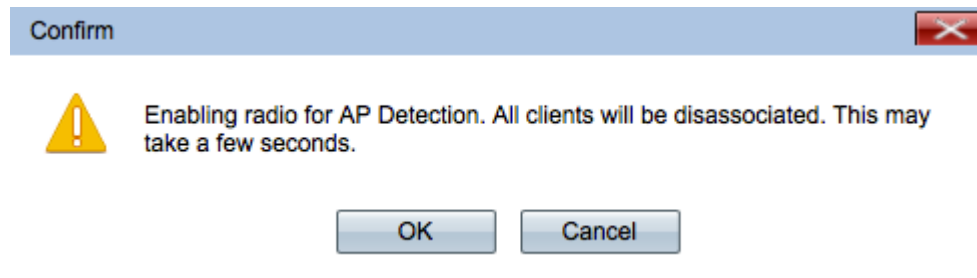 Confirm
Enabling radio for AP Detection. All clients will be disassociated. This may
take a few seconds.
OK
Cancel